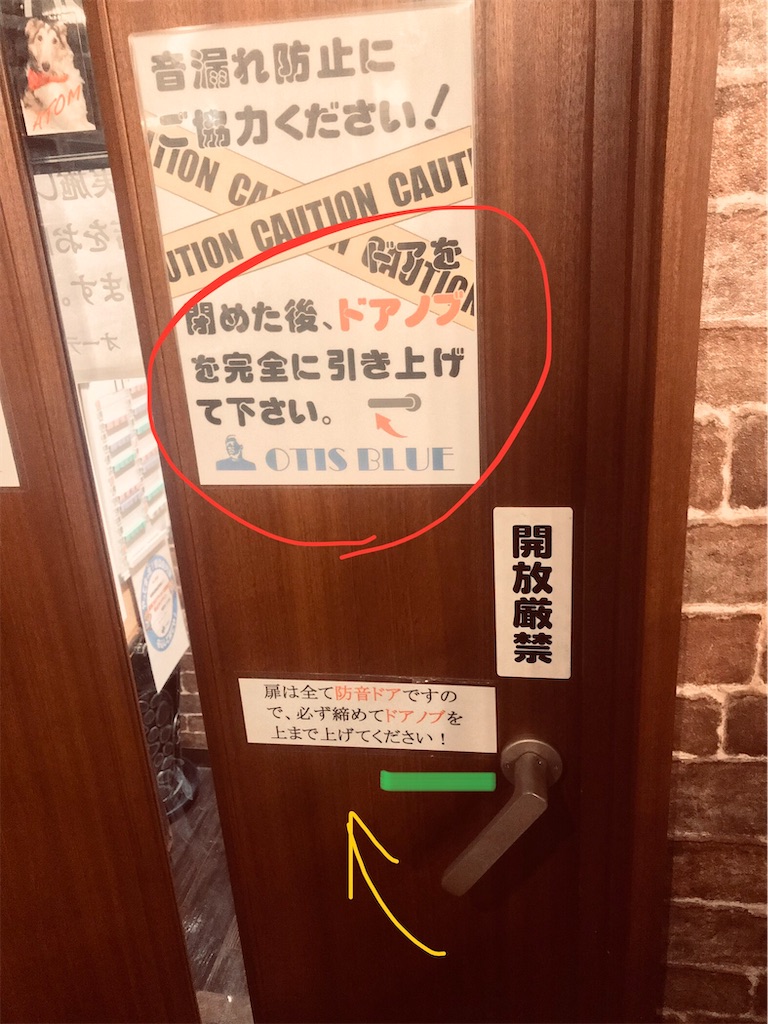 ATOM
音漏れ防止に
ご協力ください！
CAUTION CAUTION CAUT
ドアを
閉めた後、ドアノブ
を完全に引き上げ
て下さい。
OTIS BLUE
開放厳禁
扉は全て防音ドアですの
で、必ず締めてドアノブを
上まで上げてください！